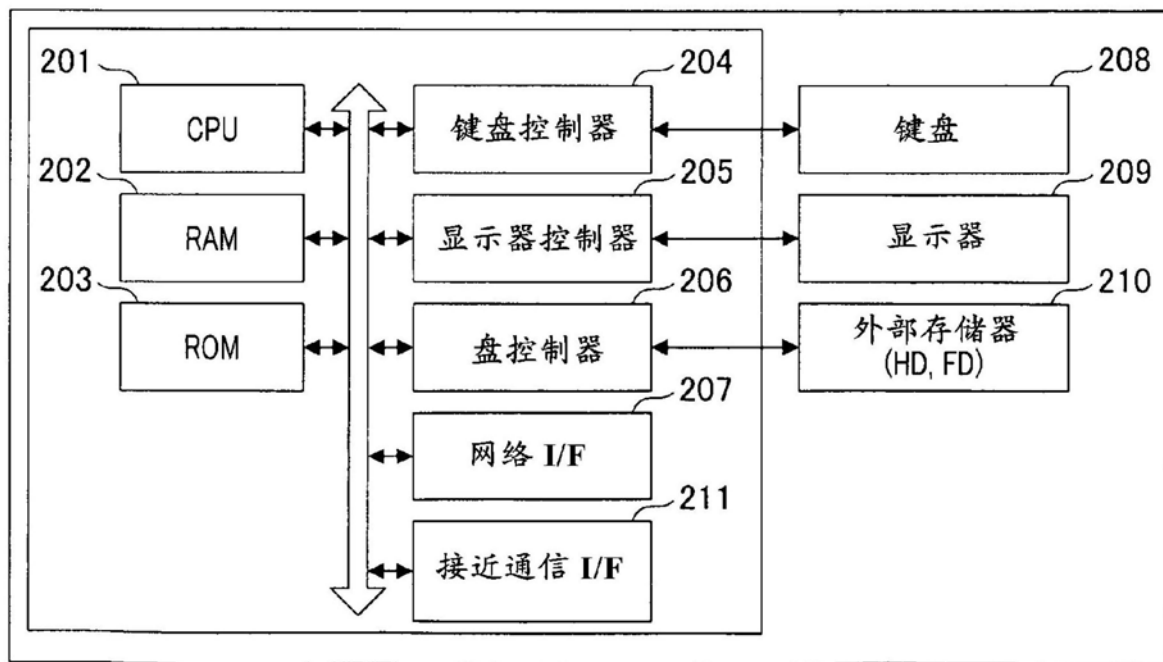 201
CPU
202
RAM
203
ROM
204
键盘控制器
205
显示器控制器
206
盘控制器
207
网络 I/F
211
接近通信 I/F
208
键盘
209
显示器
210
外部存储器
(HD, FD)